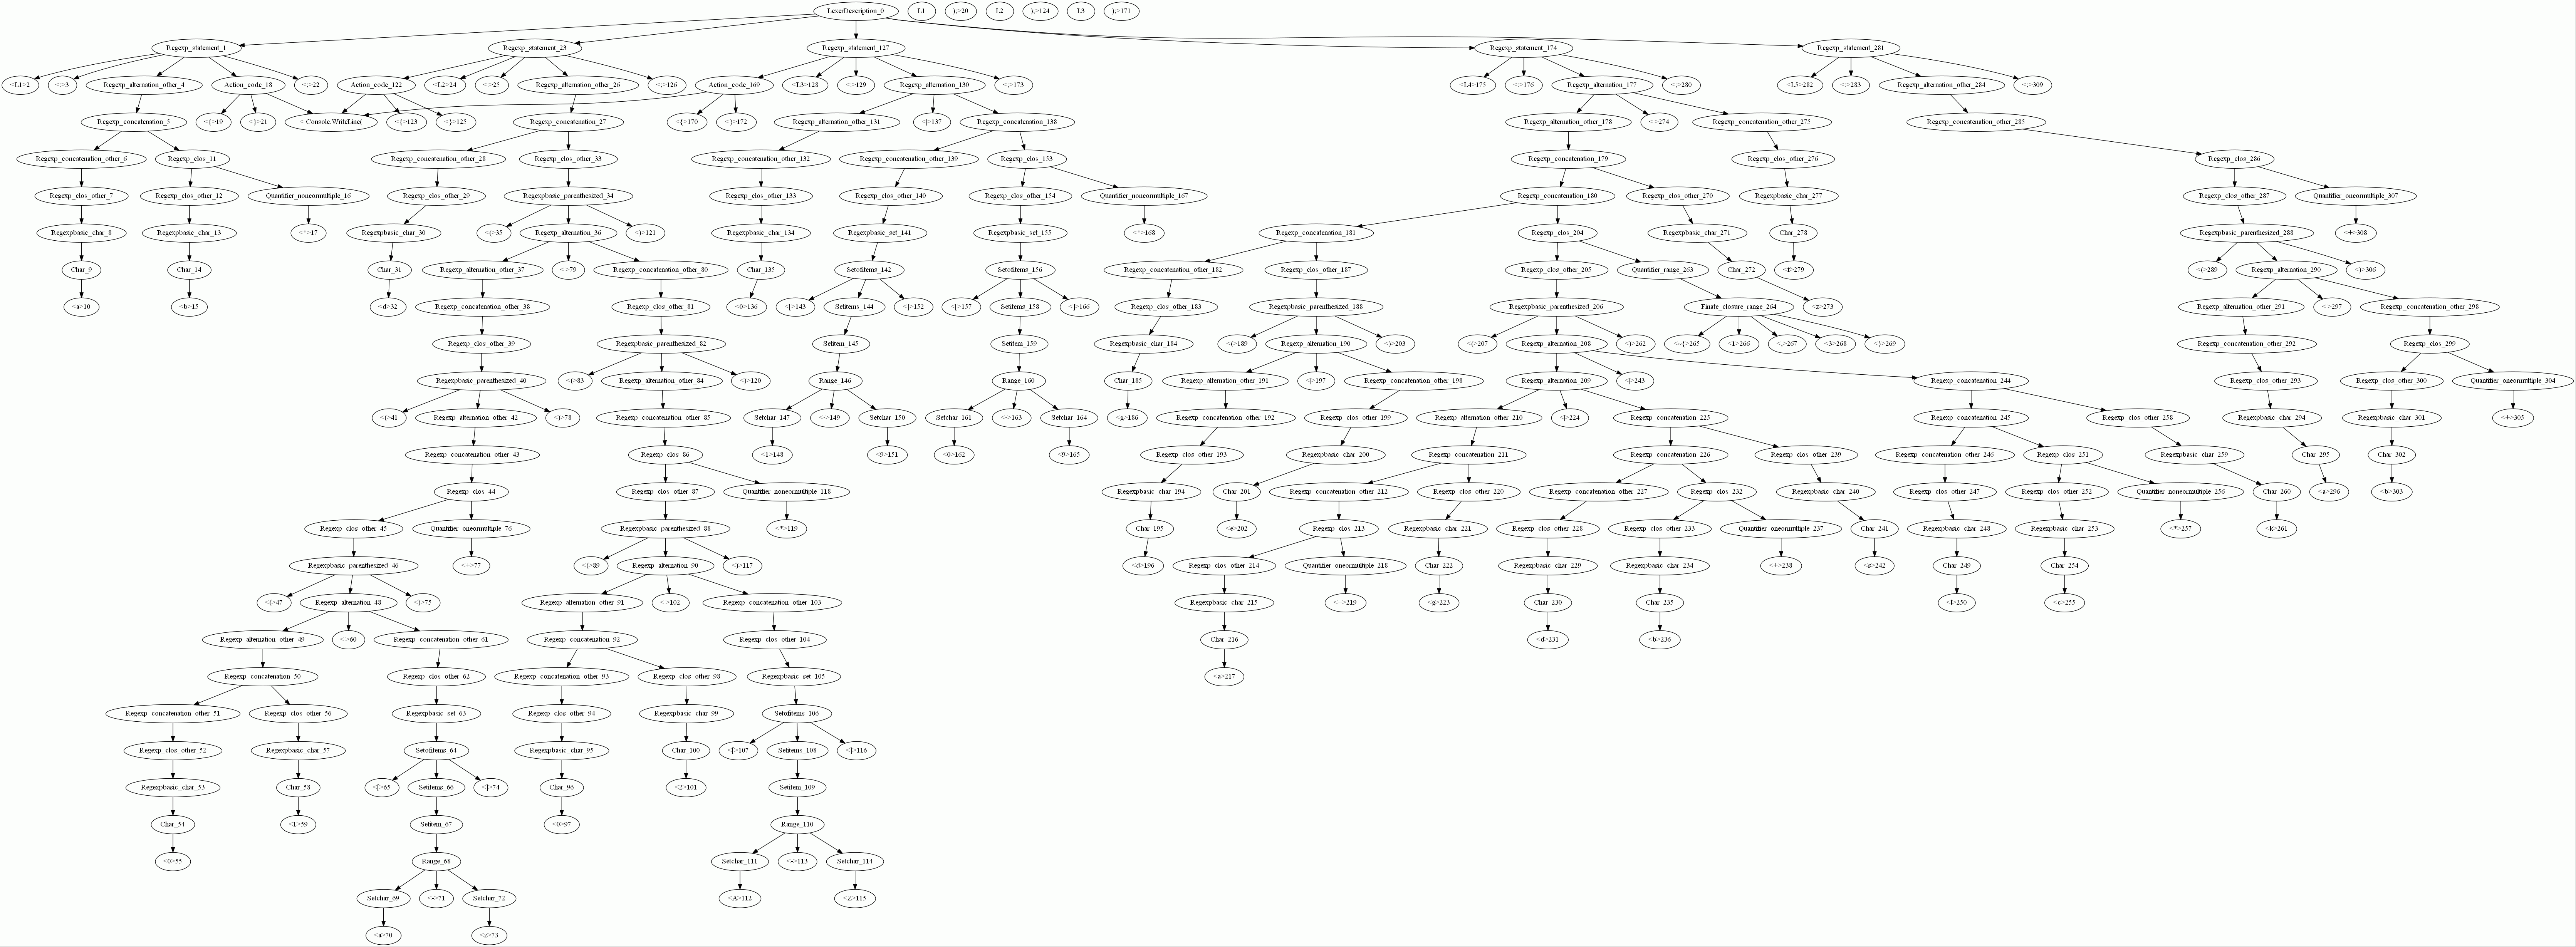 LexerDescription_0 L1 );>20 L2 );>124 L3 );>171
Regexp_statement_1 Regexp_statement_23 Regexp_statement_127 Regexp_statement_174 Regexp_statement_281
<L1>2 <:>3 Regexp_alternation_other_4 Action_code_18 <;>22 Action_code_122 <L2>24 <:>25 Regexp_alternation_other_26 <;>126 Action_code_169 <L3>128 <:>129 Regexp_alternation_130 <;>173 <L4>175 <:>176 Regexp_alternation_177 <;>280 <L5>282 <:>283 Regexp_alternation_other_284 <;>309
Regexp_concatenation_5 <{>19 <}>21 < Console.WriteLine( <{>123 <}>125 Regexp_concatenation_27 <{>170 <}>172 Regexp_alternation_other_131 <|>137 Regexp_concatenation_138 Regexp_alternation_other_178 <|>274 Regexp_concatenation_other_275 Regexp_concatenation_other_285
Regexp_concatenation_other_6 Regexp_clos_11 Regexp_concatenation_other_28 Regexp_clos_other_33 Regexp_concatenation_other_132 Regexp_concatenation_other_139 Regexp_clos_153 Regexp_concatenation_179 Regexp_clos_other_276 Regexp_clos_286
Regexp_clos_other_7 Regexp_clos_other_12 Quantifier_noneormultiple_16 Regexp_clos_other_29 Regexpbasic_parenthesized_34 Regexp_clos_other_133 Regexp_clos_other_140 Regexp_clos_other_154 Quantifier_noneormultiple_167 Regexp_concatenation_180 Regexp_clos_other_270 Regexpbasic_char_277 Regexp_clos_other_287 Quantifier_oneormultiple_307
Regexpbasic_char_8 Regexpbasic_char_13 <*>17 Regexpbasic_char_30 <(>35 Regexp_alternation_36 <)>121 Regexpbasic_char_134 Regexpbasic_set_141 Regexpbasic_set_155 <*>168 Regexp_concatenation_181 Regexp_clos_204 Regexpbasic_char_271 Char_278 Regexpbasic_parenthesized_288 <+>308
Char_9 Char_14 Char_31 Regexp_alternation_other_37 <|>79 Regexp_concatenation_other_80 Char_135 Setofitems_142 Setofitems_156 Regexp_concatenation_other_182 Regexp_clos_other_187 Regexp_clos_other_205 Quantifier_range_263 Char_272 <f>279 <(>289 Regexp_alternation_290 <)>306
<a>10 <b>15 <d>32 Regexp_concatenation_other_38 Regexp_clos_other_81 <0>136 <[>143 Setitems_144 <]>152 <[>157 Setitems_158 <]>166 Regexp_clos_other_183 Regexpbasic_parenthesized_188 Regexpbasic_parenthesized_206 Finate_closure_range_264 <z>273 Regexp_alternation_other_291 <|>297 Regexp_concatenation_other_298
Regexp_clos_other_39 Regexpbasic_parenthesized_82 Setitem_145 Setitem_159 Regexpbasic_char_184 <(>189 Regexp_alternation_190 <)>203 <(>207 Regexp_alternation_208 <)>262 <~{>265 <1>266 <,>267 <3>268 <}>269 Regexp_concatenation_other_292 Regexp_clos_299
Regexpbasic_parenthesized_40 <(>83 Regexp_alternation_other_84 <)>120 Range_146 Range_160 Char_185 Regexp_alternation_other_191 <|>197 Regexp_concatenation_other_198 Regexp_alternation_209 <|>243 Regexp_concatenation_244 Regexp_clos_other_293 Regexp_clos_other_300 Quantifier_oneormultiple_304
<(>41 Regexp_alternation_other_42 <)>78 Regexp_concatenation_other_85 Setchar_147 <->149 Setchar_150 Setchar_161 <->163 Setchar_164 <g>186 Regexp_concatenation_other_192 Regexp_clos_other_199 Regexp_alternation_other_210 <|>224 Regexp_concatenation_225 Regexp_concatenation_245 Regexp_clos_other_258 Regexpbasic_char_294 Regexpbasic_char_301 <+>305
Regexp_concatenation_other_43 Regexp_clos_86 <1>148 <9>151 <0>162 <9>165 Regexp_clos_other_193 Regexpbasic_char_200 Regexp_concatenation_211 Regexp_concatenation_226 Regexp_clos_other_239 Regexp_concatenation_other_246 Regexp_clos_251 Regexpbasic_char_259 Char_295 Char_302
Regexp_clos_44 Regexp_clos_other_87 Quantifier_noneormultiple_118 Regexpbasic_char_194 Char_201 Regexp_concatenation_other_212 Regexp_clos_other_220 Regexp_concatenation_other_227 Regexp_clos_232 Regexpbasic_char_240 Regexp_clos_other_247 Regexp_clos_other_252 Quantifier_noneormultiple_256 Char_260 <a>296 <b>303
Regexp_clos_other_45 Quantifier_oneormultiple_76 Regexpbasic_parenthesized_88 <*>119 Char_195 <e>202 Regexp_clos_213 Regexpbasic_char_221 Regexp_clos_other_228 Regexp_clos_other_233 Quantifier_oneormultiple_237 Char_241 Regexpbasic_char_248 Regexpbasic_char_253 <*>257 <k>261
Regexpbasic_parenthesized_46 <+>77 <(>89 Regexp_alternation_90 <)>117 <d>196 Regexp_clos_other_214 Quantifier_oneormultiple_218 Char_222 Regexpbasic_char_229 Regexpbasic_char_234 <+>238 <s>242 Char_249 Char_254
<(>47 Regexp_alternation_48 <)>75 Regexp_alternation_other_91 <|>102 Regexp_concatenation_other_103 Regexpbasic_char_215 <+>219 <g>223 Char_230 Char_235 <l>250 <c>255
Regexp_alternation_other_49 <|>60 Regexp_concatenation_other_61 Regexp_concatenation_92 Regexp_clos_other_104 Char_216 <d>231 <b>236
Regexp_concatenation_50 Regexp_clos_other_62 Regexp_concatenation_other_93 Regexp_clos_other_98 Regexpbasic_set_105 <a>217
Regexp_concatenation_other_51 Regexp_clos_other_56 Regexpbasic_set_63 Regexp_clos_other_94 Regexpbasic_char_99 Setofitems_106
Regexp_clos_other_52 Regexpbasic_char_57 Setofitems_64 Regexpbasic_char_95 Char_100 <[>107 Setitems_108 <]>116
Regexpbasic_char_53 Char_58 <[>65 Setitems_66 <]>74 Char_96 <2>101 Setitem_109
Char_54 <1>59 Setitem_67 <0>97 Range_110
<0>55 Range_68 Setchar_111 <->113 Setchar_114
Setchar_69 <->71 Setchar_72 <A>112 <Z>115
<a>70 <z>73